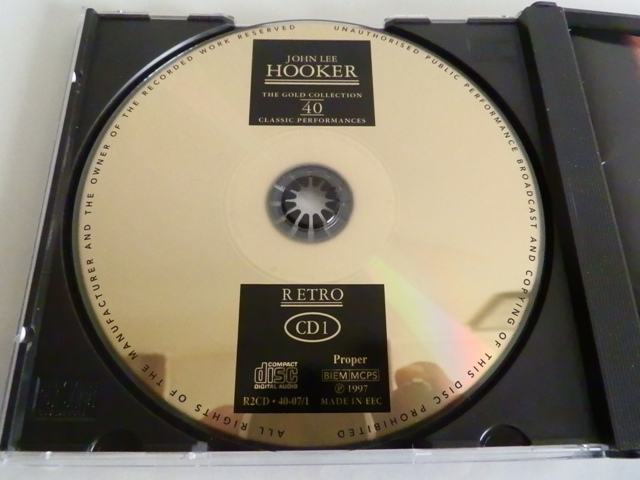 JOHN LEE
HOOKER
THE GOLD COLLECTION
40
CLASSIC PERFORMANCES
RETRO
CD1
COMPACT
disc
DIGITAL AUDIO
R2CD • 40-07/1
Proper
BIEM MCPS
℗ 1997
MADE IN EEC
ALL RIGHTS OF THE MANUFACTURER AND THE OWNER OF THE RECORDED WORK RESERVED
UNAUTHORISED PUBLIC PERFORMANCE BROADCAST AND COPYING OF THIS DISC PROHIBITED